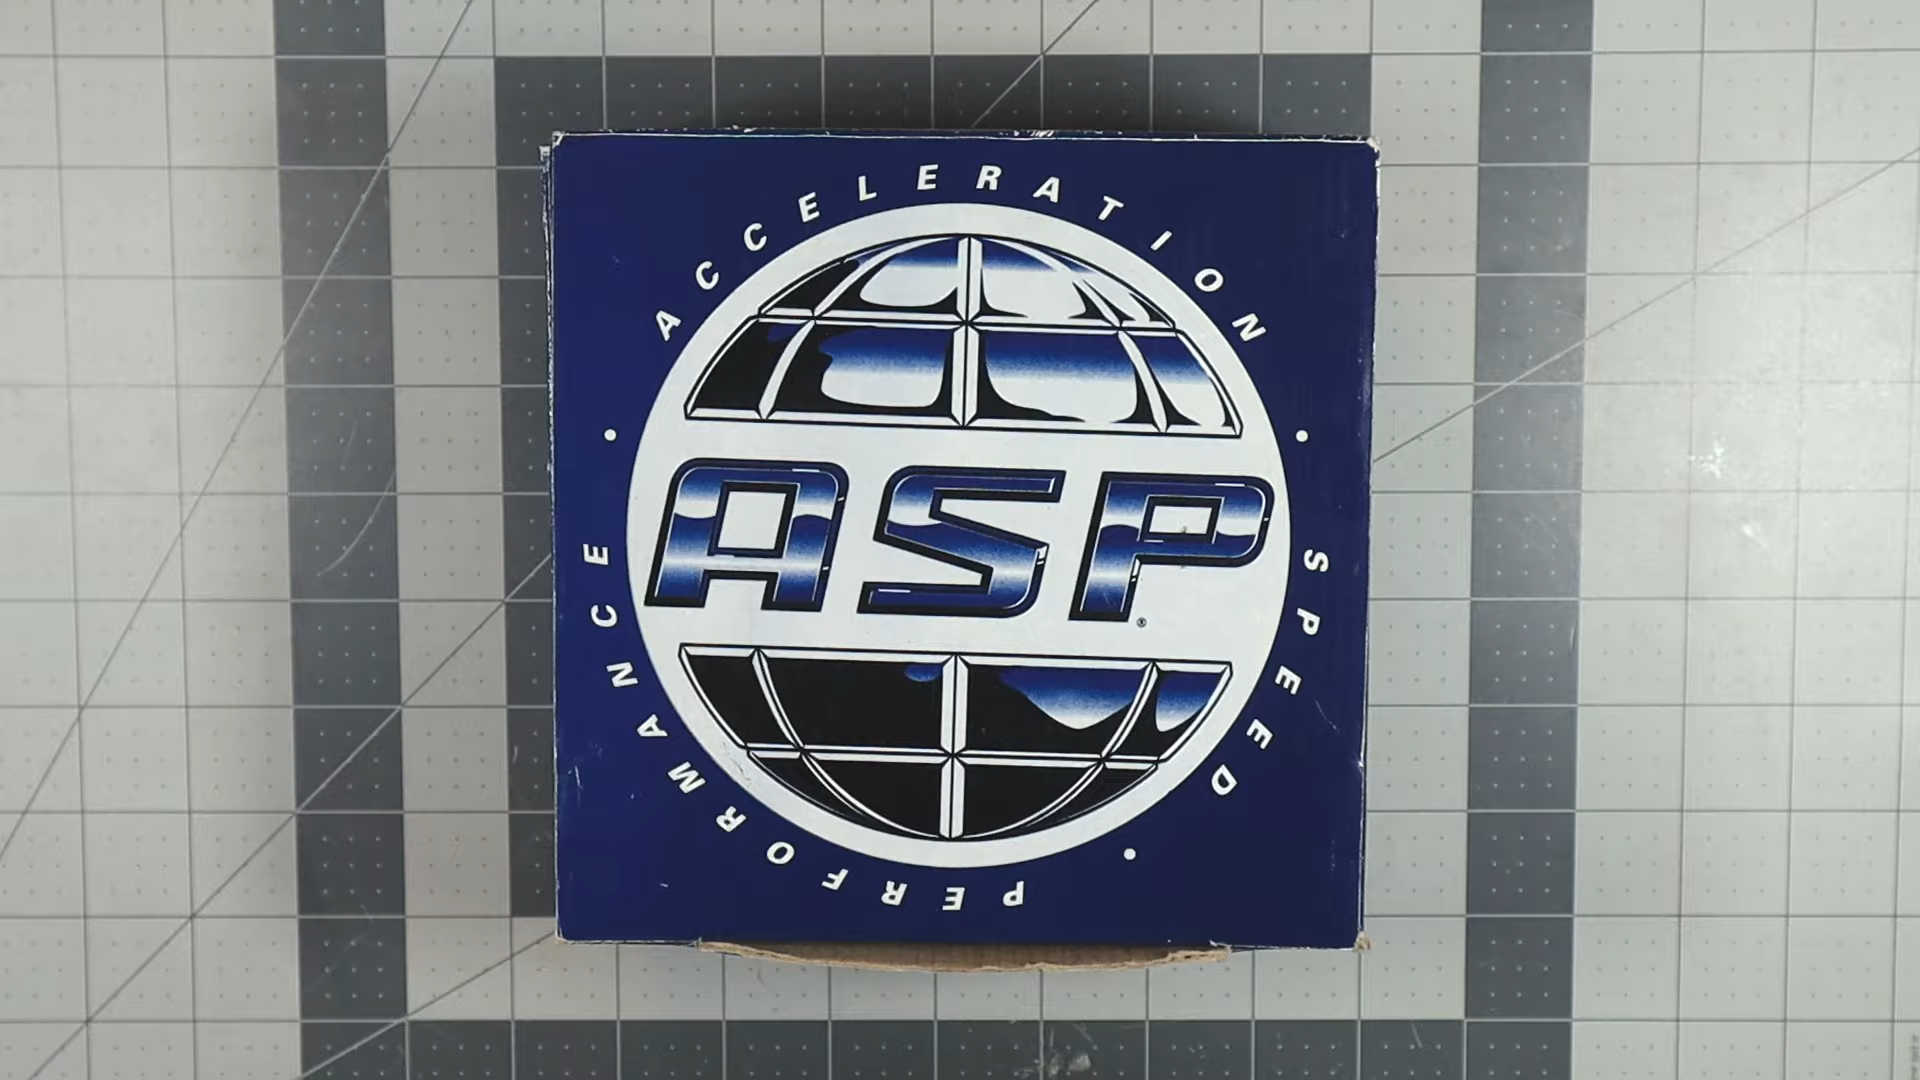 ACCELERATION
ASP®
• SPEED •
PERFORMANCE •